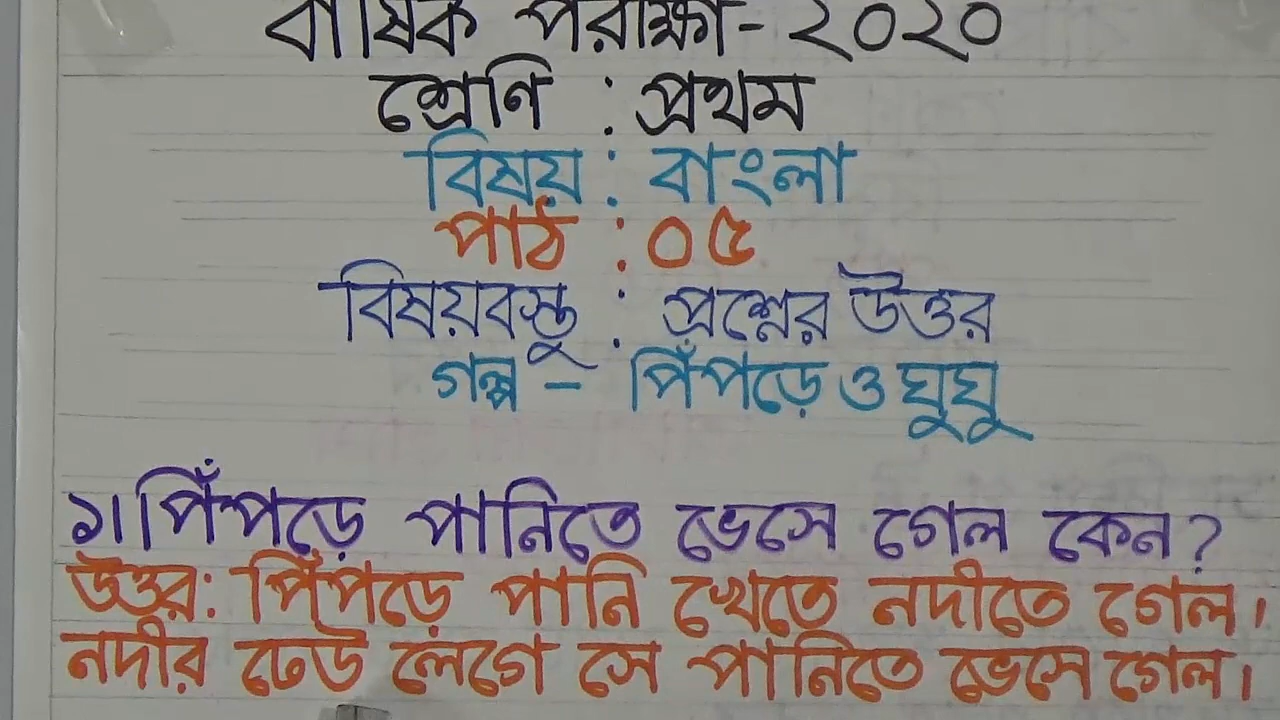 বার্ষিক পরীক্ষা-২০২০
শ্রেণি : প্রথম
বিষয় : বাংলা
পাঠ : ০৫
বিষয়বস্তু : প্রশ্নের উত্তর
গল্প - পিঁপড়ে ও ঘুঘু
১। পিঁপড়ে পানিতে ভেসে গেল কেন?
উত্তর: পিঁপড়ে পানি খেতে নদীতে গেল।
নদীর ঢেউ লেগে সে পানিতে ভেসে গেল।